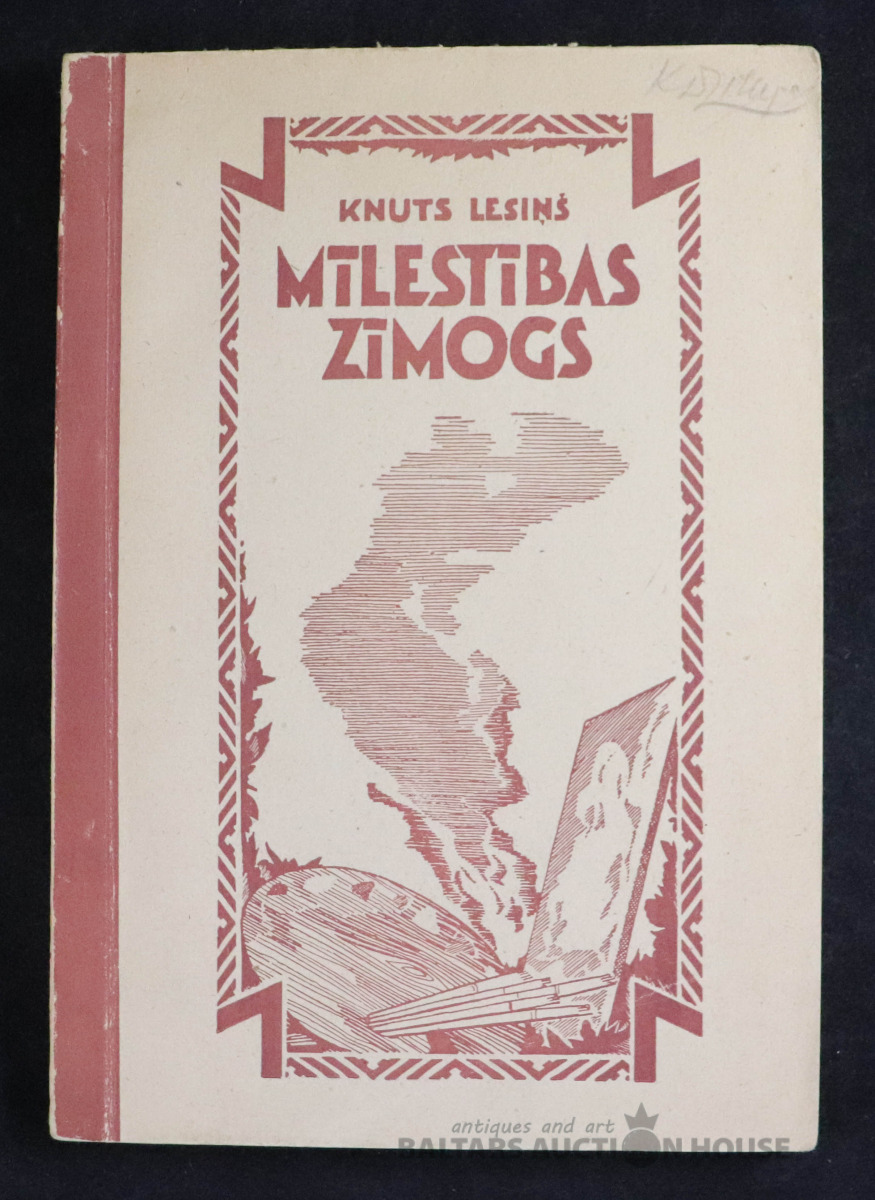 KNUTS LESIŅŠ
MĪLESTĪBAS
ZĪMOGS
antiques and art
BALTARS AUCTION HOUSE